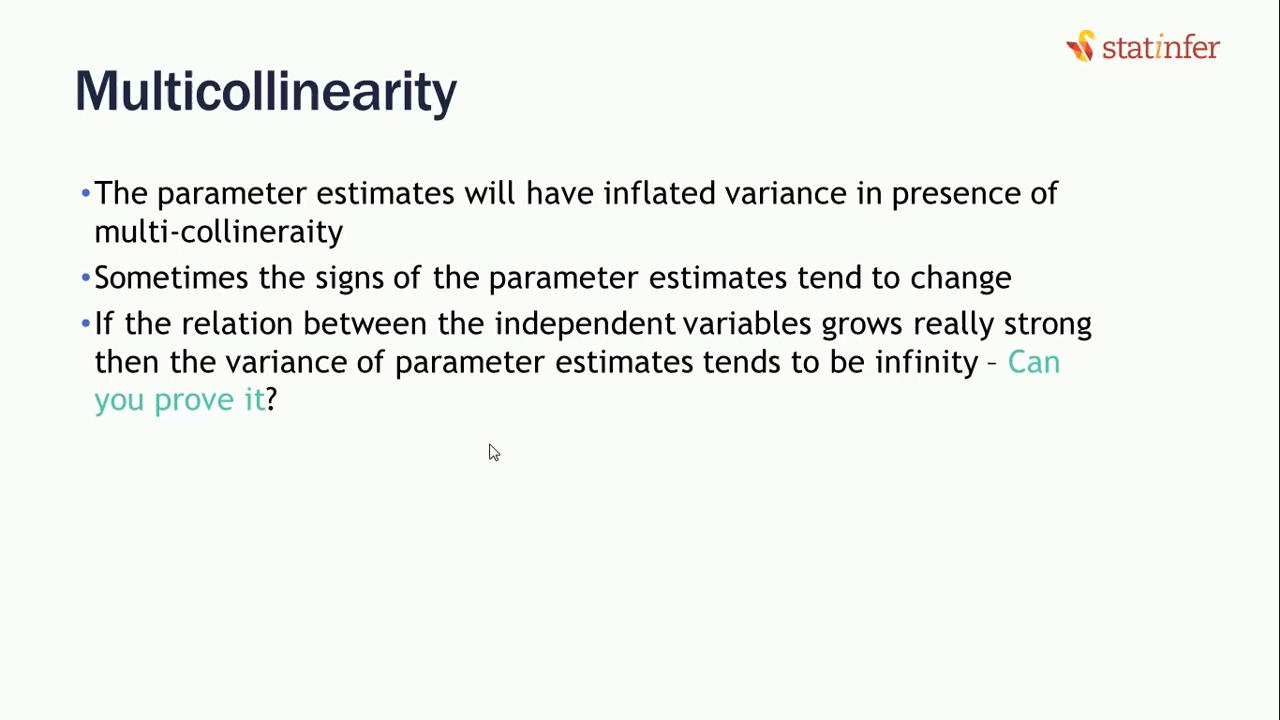 statinfer
Multicollinearity
•The parameter estimates will have inflated variance in presence of
multi-collineraity
•Sometimes the signs of the parameter estimates tend to change
•If the relation between the independent variables grows really strong
then the variance of parameter estimates tends to be infinity – Can
you prove it?